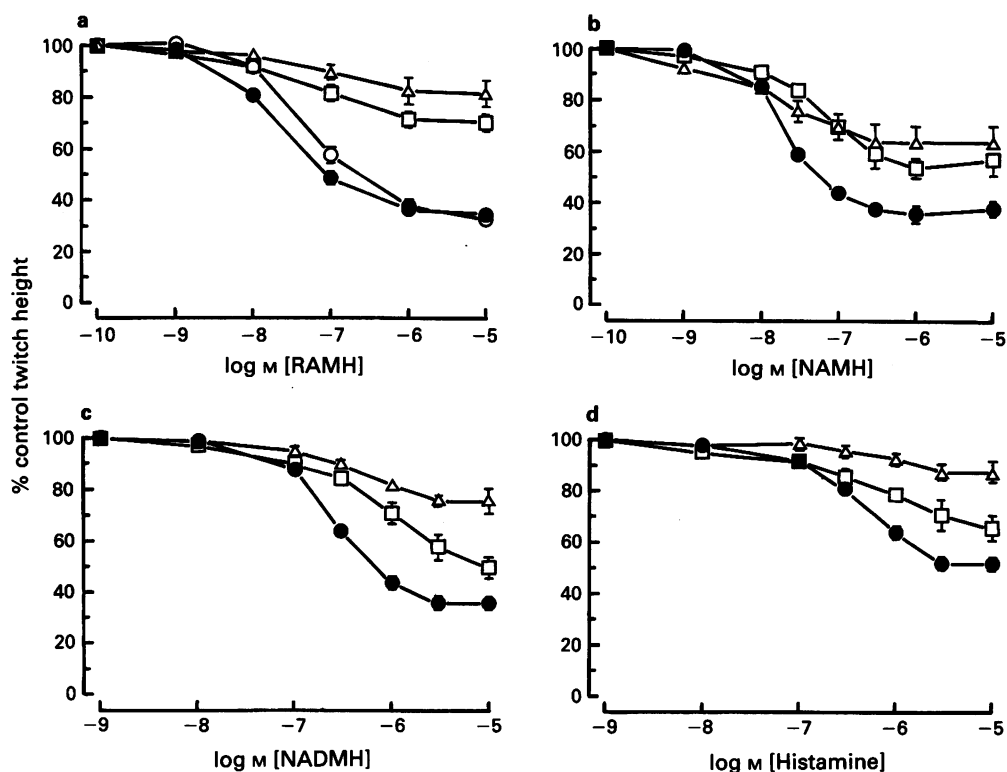 a
100
80
60
40
20
0
−10 −9 −8 −7 −6 −5
log M [RAMH]
b
100
80
60
40
20
0
−10 −9 −8 −7 −6 −5
log M [NAMH]
% control twitch height
c
100
80
60
40
20
0
−9 −8 −7 −6 −5
log M [NADMH]
d
100
80
60
40
20
0
−9 −8 −7 −6 −5
log M [Histamine]